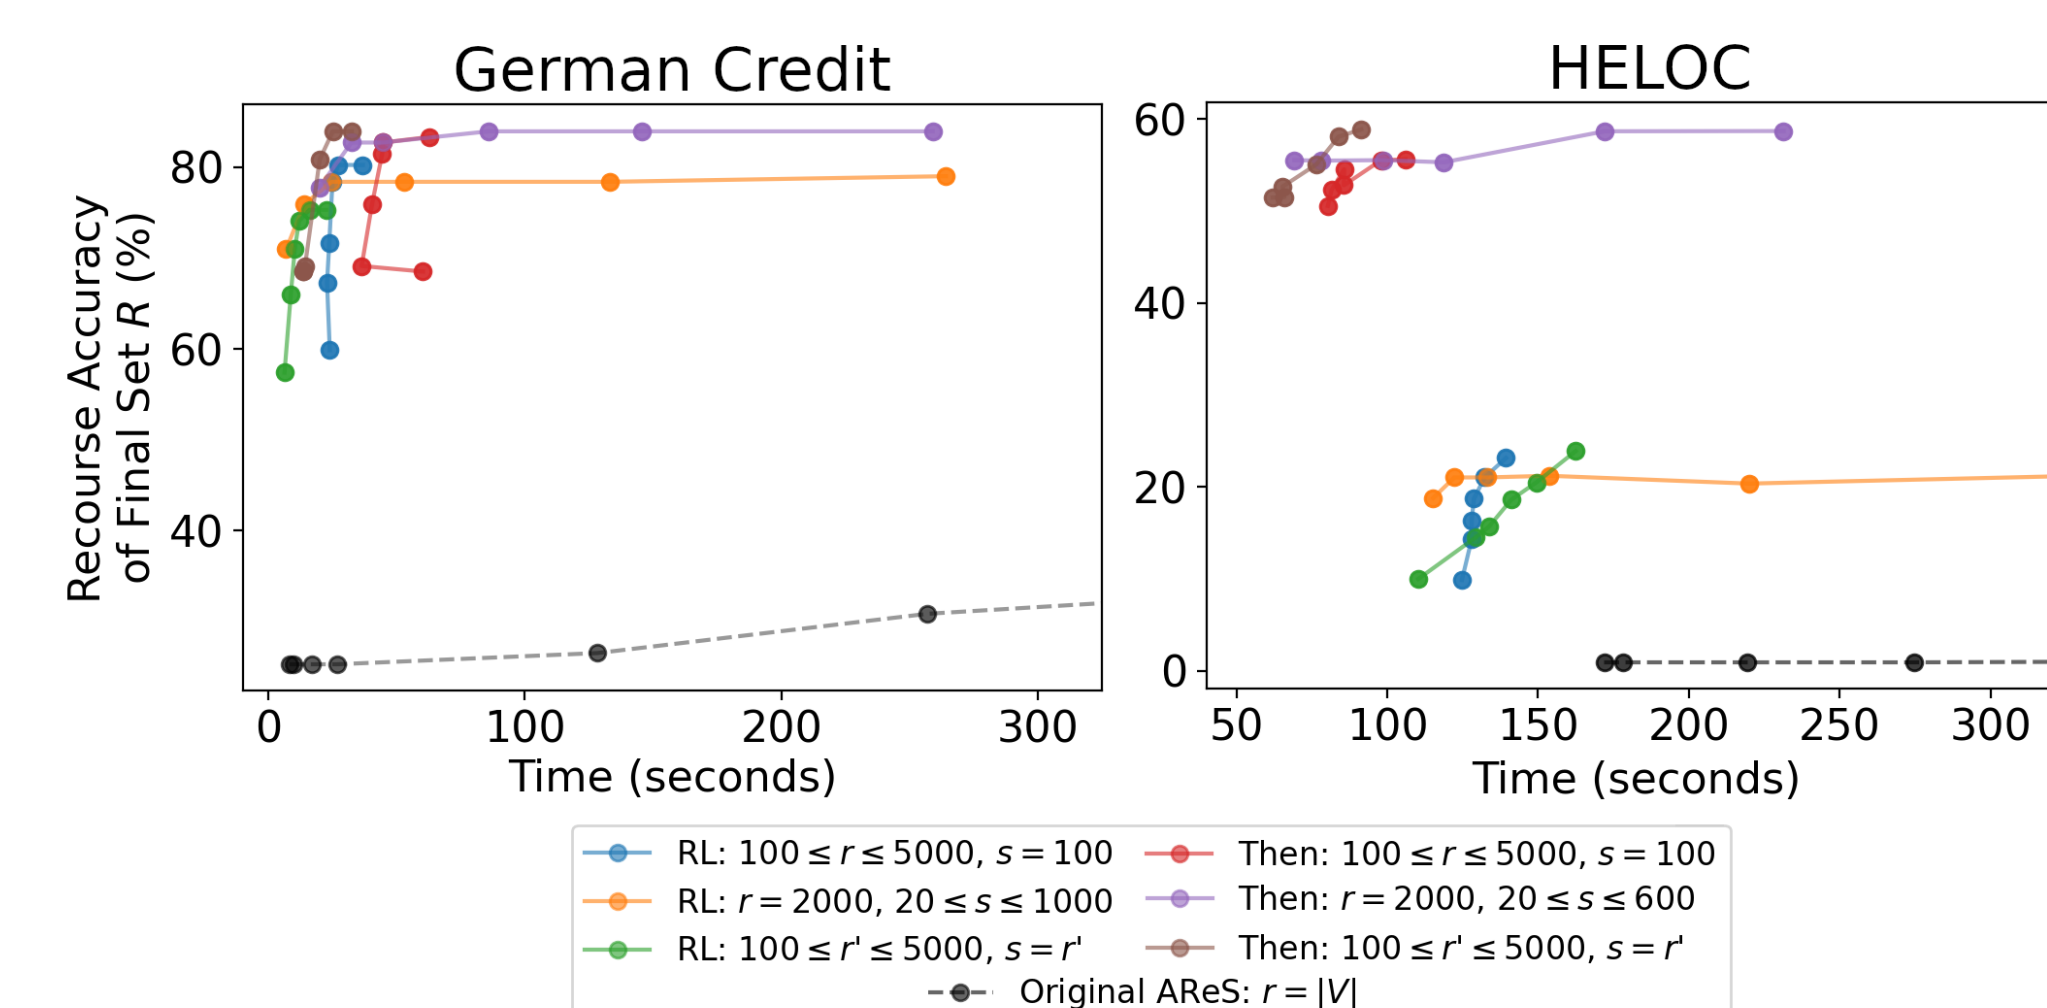 German Credit
HELOC
Recourse Accuracy
of Final Set R (%)
80
60
40
0
100
200
300
Time (seconds)
60
40
20
0
50
100
150
200
250
300
Time (seconds)
RL: 100 ≤ r ≤ 5000, s = 100
RL: r = 2000, 20 ≤ s ≤ 1000
RL: 100 ≤ r' ≤ 5000, s = r'
Then: 100 ≤ r ≤ 5000, s = 100
Then: r = 2000, 20 ≤ s ≤ 600
Then: 100 ≤ r' ≤ 5000, s = r'
Original AReS: r = |V|